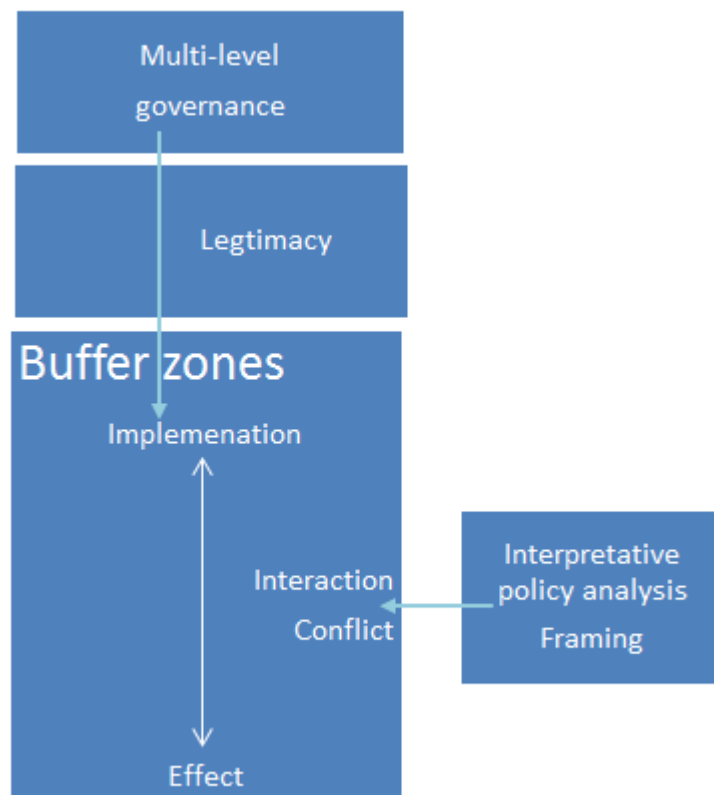 Multi-level
governance
Legtimacy
Buffer zones
Implemenation
Interaction
Conflict
Effect
Interpretative
policy analysis
Framing